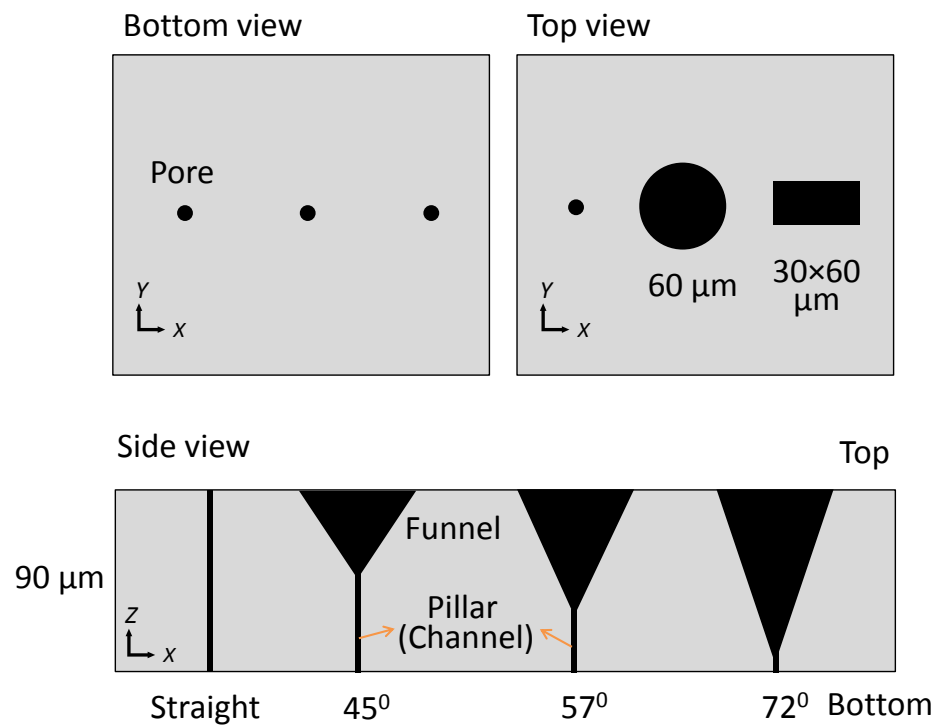 Bottom view
Top view
Pore
60 µm
30×60
µm
Y
X
Y
X
Side view
Top
Funnel
90 µm
Pillar
(Channel)
Z
X
Straight
45⁰
57⁰
72⁰
Bottom